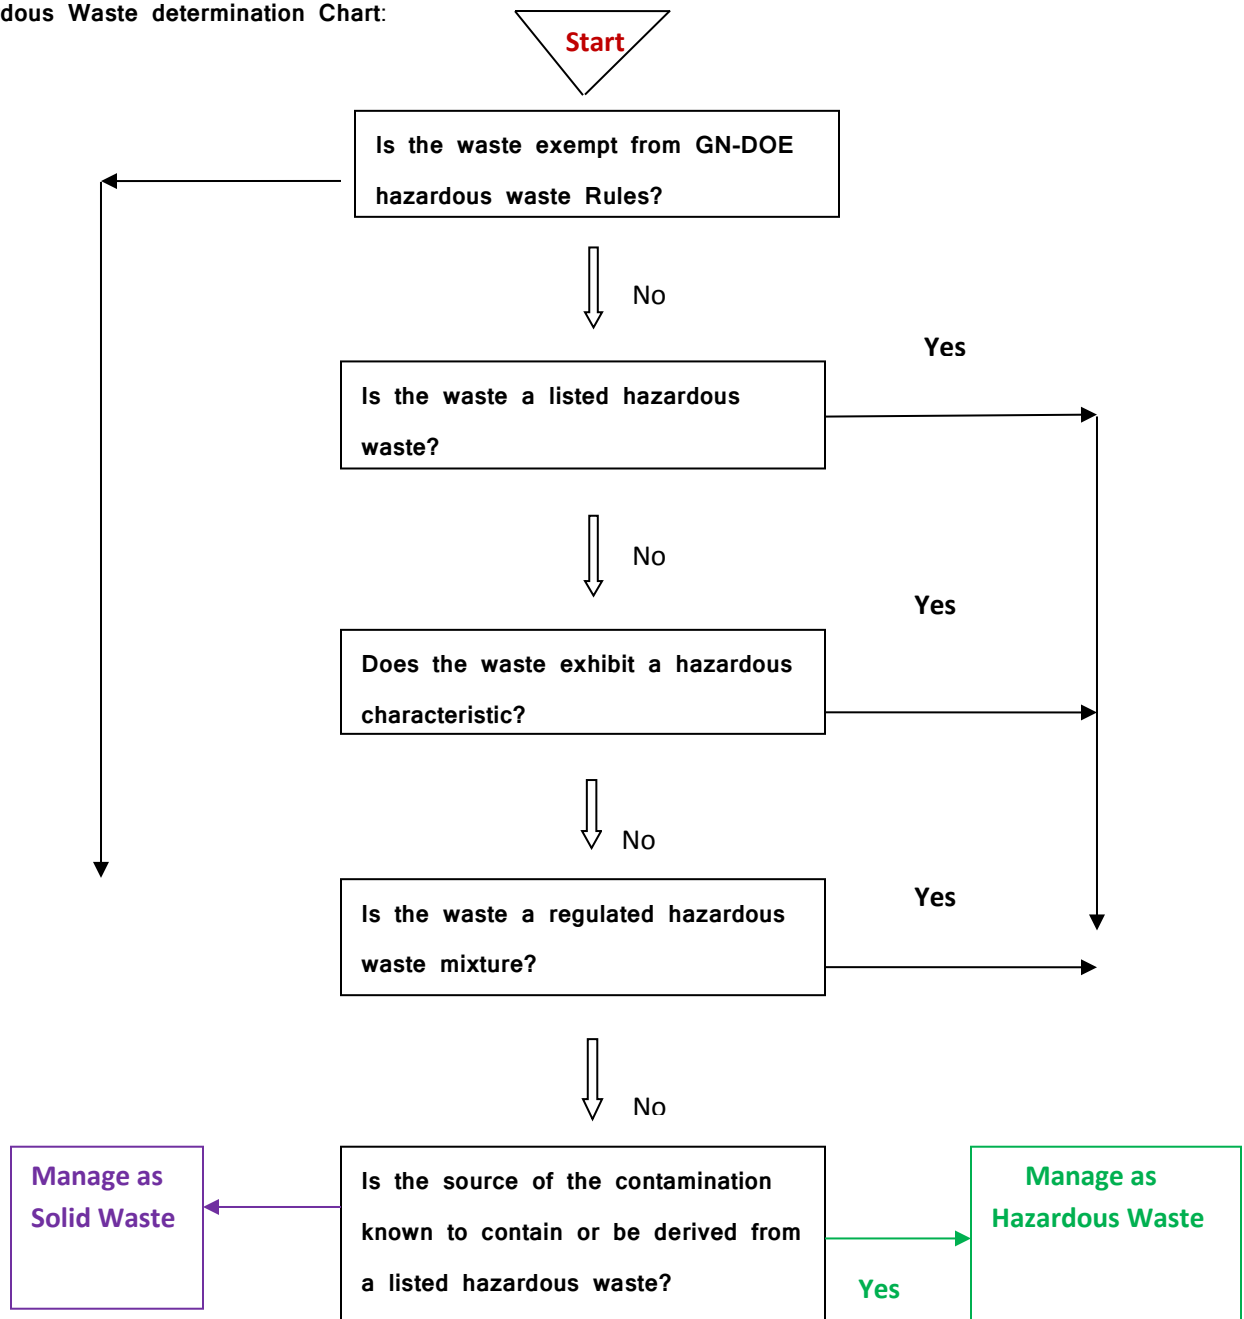 dous Waste determination Chart:
Start
Is the waste exempt from GN-DOE
hazardous waste Rules?
No
Yes
Is the waste a listed hazardous
waste?
No
Yes
Does the waste exhibit a hazardous
characteristic?
No
Yes
Is the waste a regulated hazardous
waste mixture?
No
Manage as
Solid Waste
Is the source of the contamination
known to contain or be derived from
a listed hazardous waste?
Manage as
Hazardous Waste
Yes